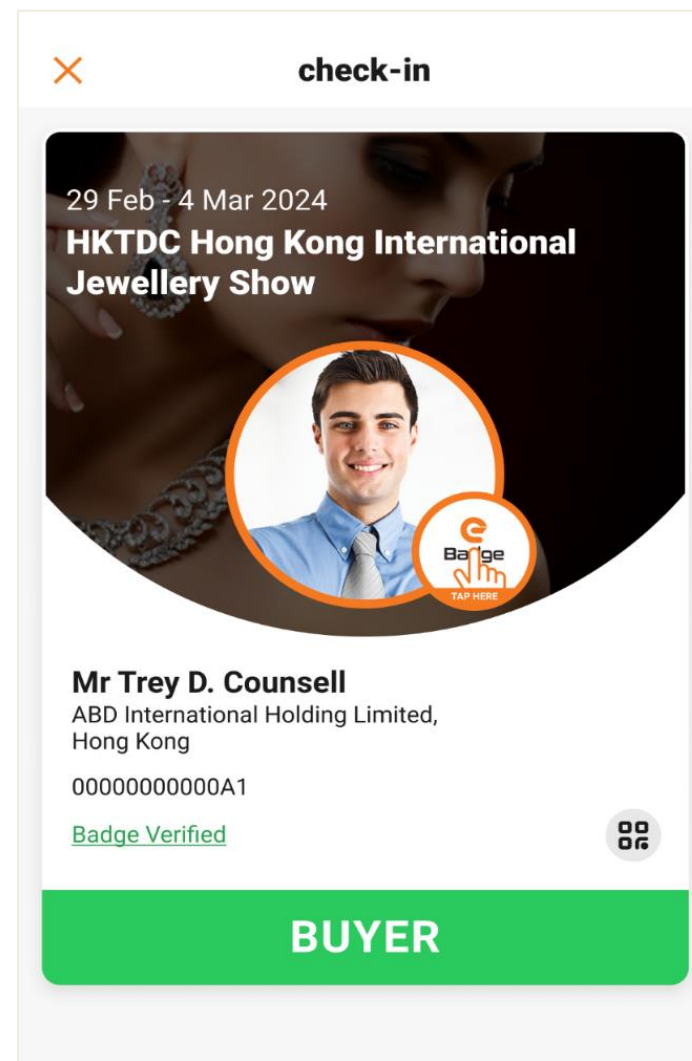 check-in
29 Feb - 4 Mar 2024
HKTDC Hong Kong International
Jewellery Show
e
Badge
TAP HERE
Mr Trey D. Counsell
ABD International Holding Limited,
Hong Kong
00000000000A1
Badge Verified
BUYER